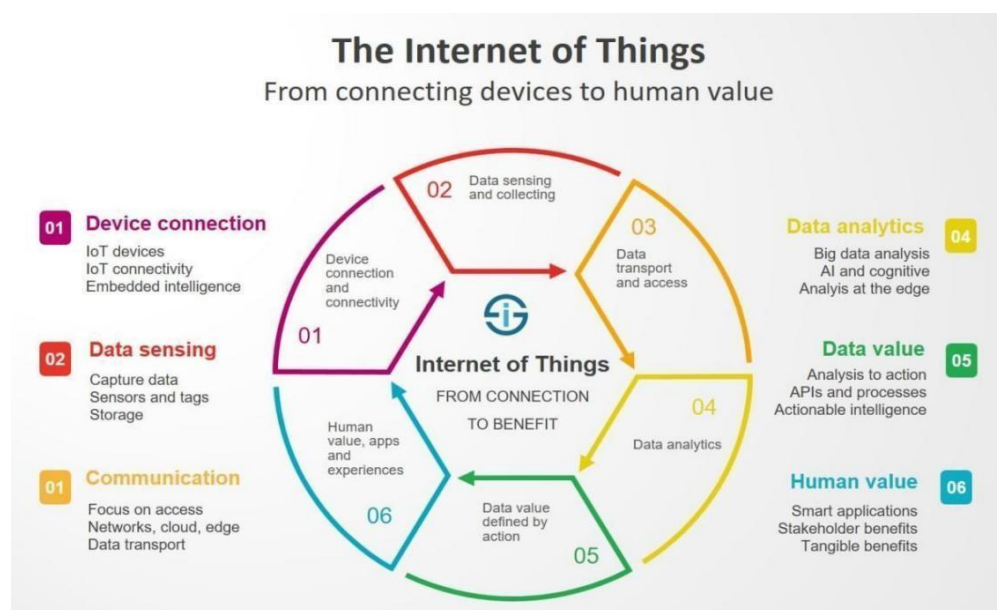 The Internet of Things
From connecting devices to human value
01
Device connection
IoT devices
IoT connectivity
Embedded intelligence
02
Data sensing
Capture data
Sensors and tags
Storage
01
Communication
Focus on access
Networks, cloud, edge
Data transport
Device
connection
and
connectivity
01
02
Data sensing
and collecting
03
Data
transport
and access
04
Data analytics
Data value
defined by
action
05
Human
value, apps
and
experiences
06
Internet of Things
FROM CONNECTION
TO BENEFIT
Data analytics
04
Big data analysis
AI and cognitive
Analyis at the edge
Data value
05
Analysis to action
APIs and processes
Actionable intelligence
Human value
06
Smart applications
Stakeholder benefits
Tangible benefits